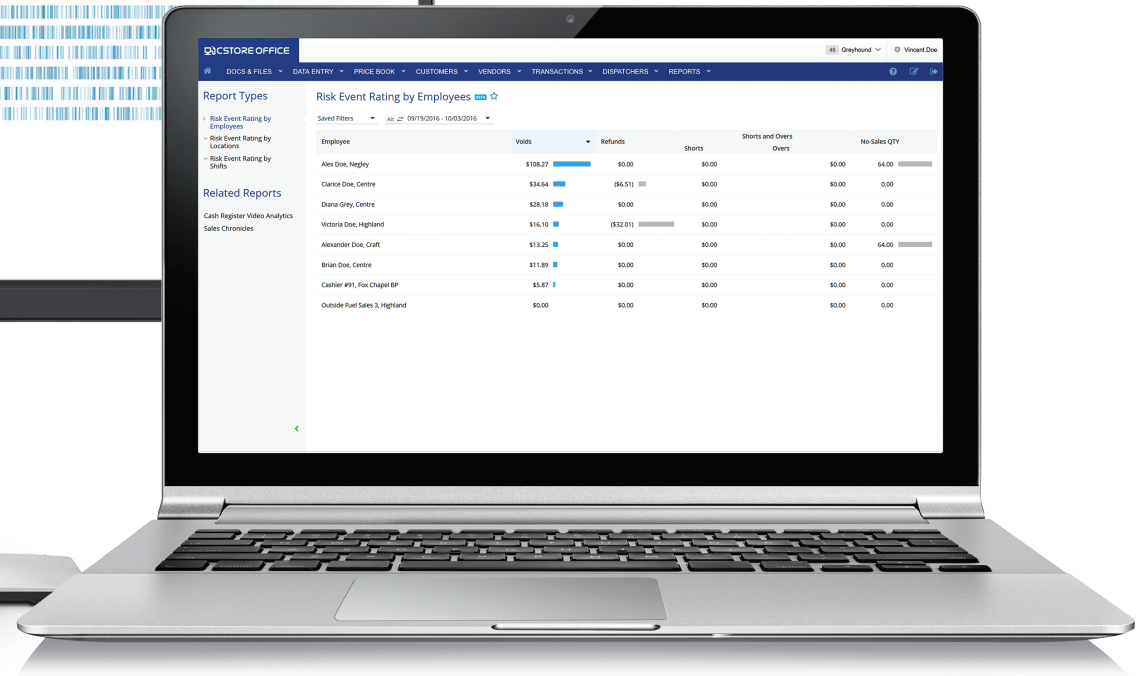 CSTOREOFFICE
46 Greyhound
Vincent.Doe
DOCS & FILES DATA ENTRY PRICE BOOK CUSTOMERS VENDORS TRANSACTIONS DISPATCHERS REPORTS
Report Types
Risk Event Rating by
Employees
Risk Event Rating by
Locations
Risk Event Rating by
Shifts
Related Reports
Cash Register Video Analytics
Sales Chronicles
Risk Event Rating by Employees
Saved Filters Alt 09/19/2016 - 10/03/2016
Employee Voids Refunds Shorts and Overs No-Sales QTY
Shorts Overs
Alex Doe, Negley $108.27 $0.00 $0.00 $0.00 64.00
Clarice Doe, Centre $34.64 ($6.51) $0.00 $0.00 0.00
Diana Grey, Centre $28.18 $0.00 $0.00 $0.00 0.00
Victoria Doe, Highland $16.10 ($32.01) $0.00 $0.00 0.00
Alexander Doe, Craft $13.25 $0.00 $0.00 $0.00 64.00
Brian Doe, Centre $11.89 $0.00 $0.00 $0.00 0.00
Cashier #91, Fox Chapel BP $5.87 $0.00 $0.00 $0.00 0.00
Outside Fuel Sales 3, Highland $0.00 $0.00 $0.00 $0.00 0.00